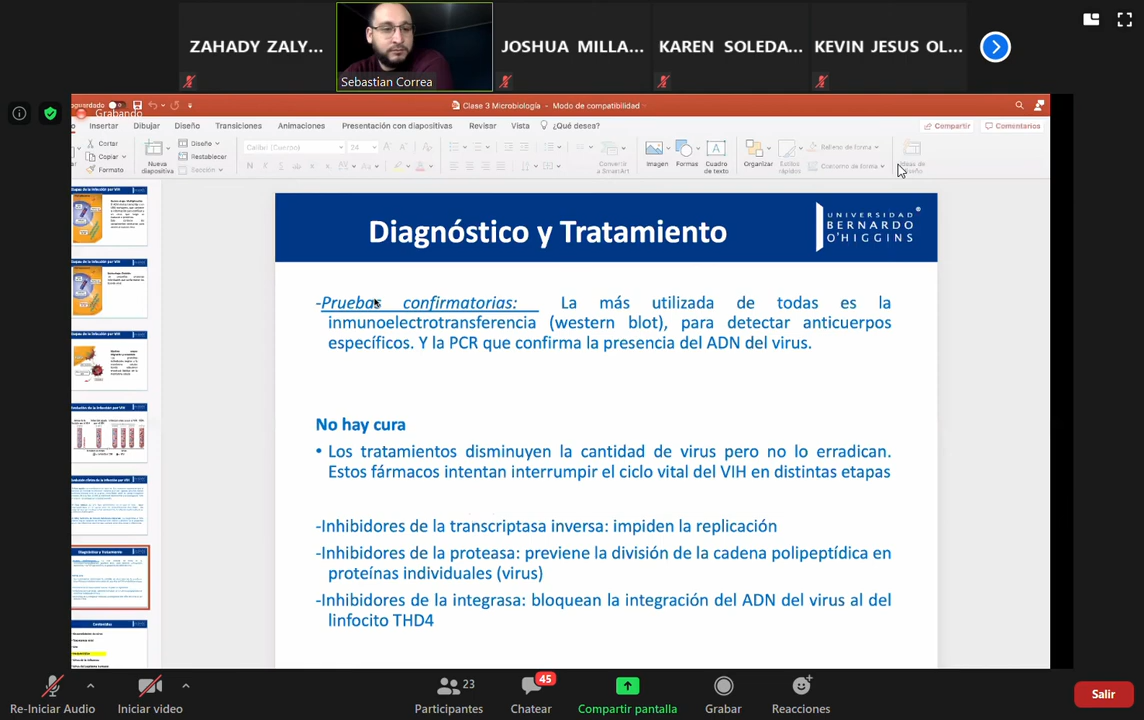 ZAHADY ZALY...
Sebastian Correa
JOSHUA MILLA...
KAREN SOLEDA...
KEVIN JESUS OL...
Clase 3 Microbiología - Modo de compatibilidad
Grabando
Insertar Dibujar Diseño Transiciones Animaciones Presentación con diapositivas Revisar Vista ¿Qué desea?
Compartir Comentarios
Cortar
Copiar
Formato
Nueva diapositiva
Diseño
Restablecer
Sección
Calibri (Cuerpo) 24
Convertir a SmartArt
Imagen
Formas
Cuadro de texto
Organizar
Estilos rápidos
Relleno de forma
Contorno de forma
Diagnóstico y Tratamiento
UNIVERSIDAD
BERNARDO
O'HIGGINS
-Pruebas confirmatorias: La más utilizada de todas es la
inmunoelectrotransferencia (western blot), para detectar anticuerpos
específicos. Y la PCR que confirma la presencia del ADN del virus.
No hay cura
• Los tratamientos disminuyen la cantidad de virus pero no lo erradican.
Estos fármacos intentan interrumpir el ciclo vital del VIH en distintas etapas
-Inhibidores de la transcriptasa inversa: impiden la replicación
-Inhibidores de la proteasa: previene la división de la cadena polipeptídica en
proteínas individuales (virus)
-Inhibidores de la integrasa: bloquean la integración del ADN del virus al del
linfocito THD4
Re-Iniciar Audio
Iniciar video
23
Participantes
45
Chatear
Compartir pantalla
Grabar
Reacciones
Salir